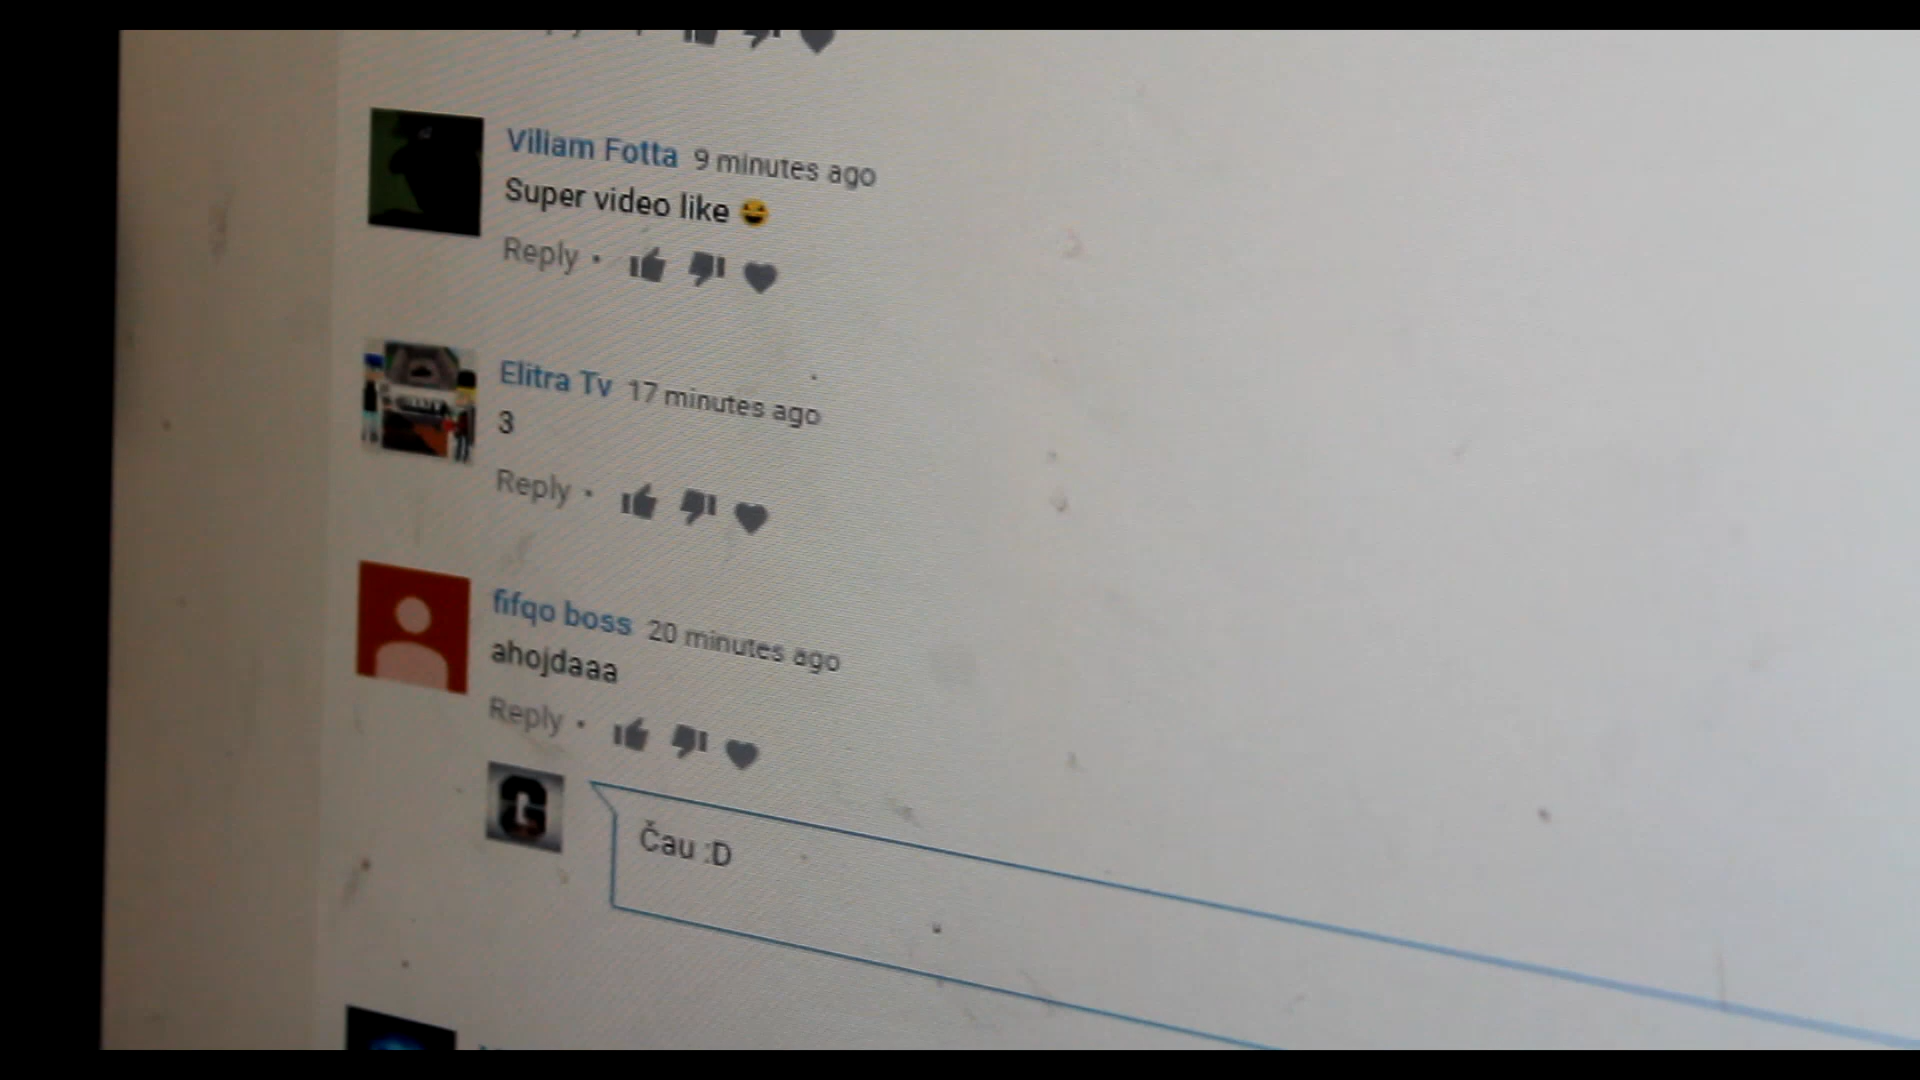 Viliam Fotta 9 minutes ago
Super video like 😆
Reply •
Elitra Tv 17 minutes ago
3
Reply •
fifqo boss 20 minutes ago
ahojdaaa
Reply •
Čau :D